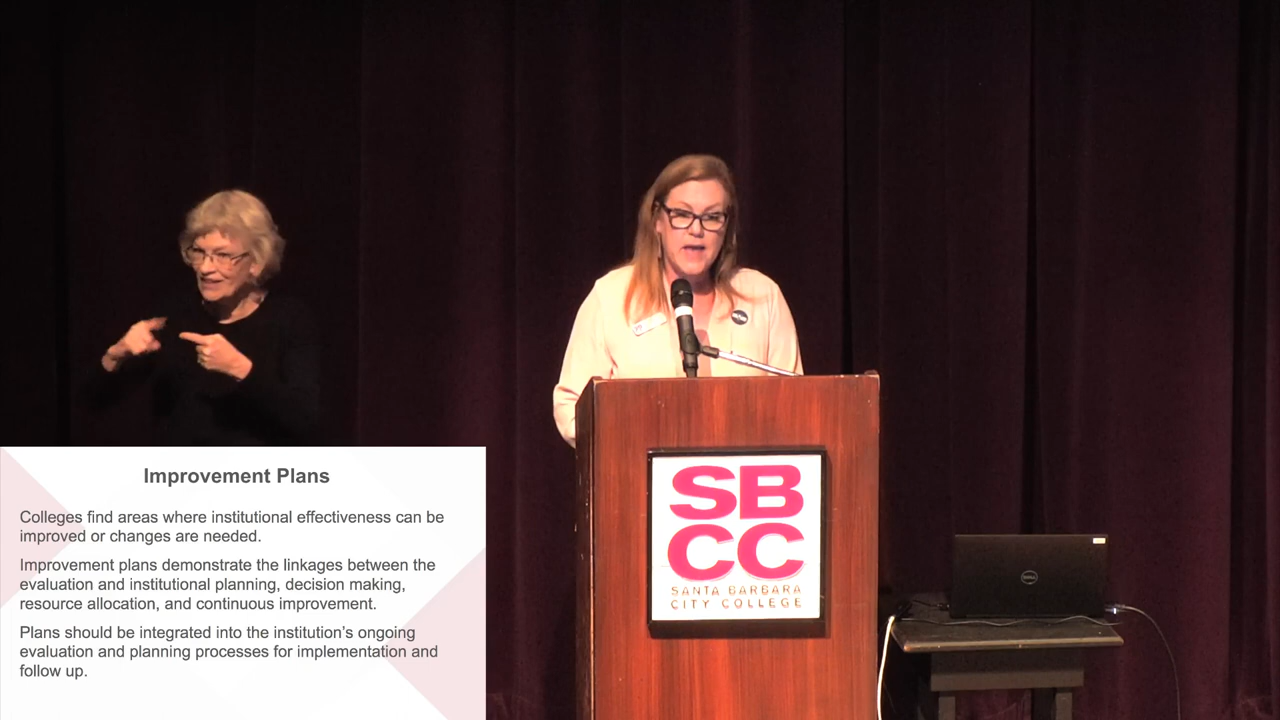 Improvement Plans
Colleges find areas where institutional effectiveness can be
improved or changes are needed.
Improvement plans demonstrate the linkages between the
evaluation and institutional planning, decision making,
resource allocation, and continuous improvement.
Plans should be integrated into the institution’s ongoing
evaluation and planning processes for implementation and
follow up.
SB
CC
SANTA BARBARA
CITY COLLEGE
DELL